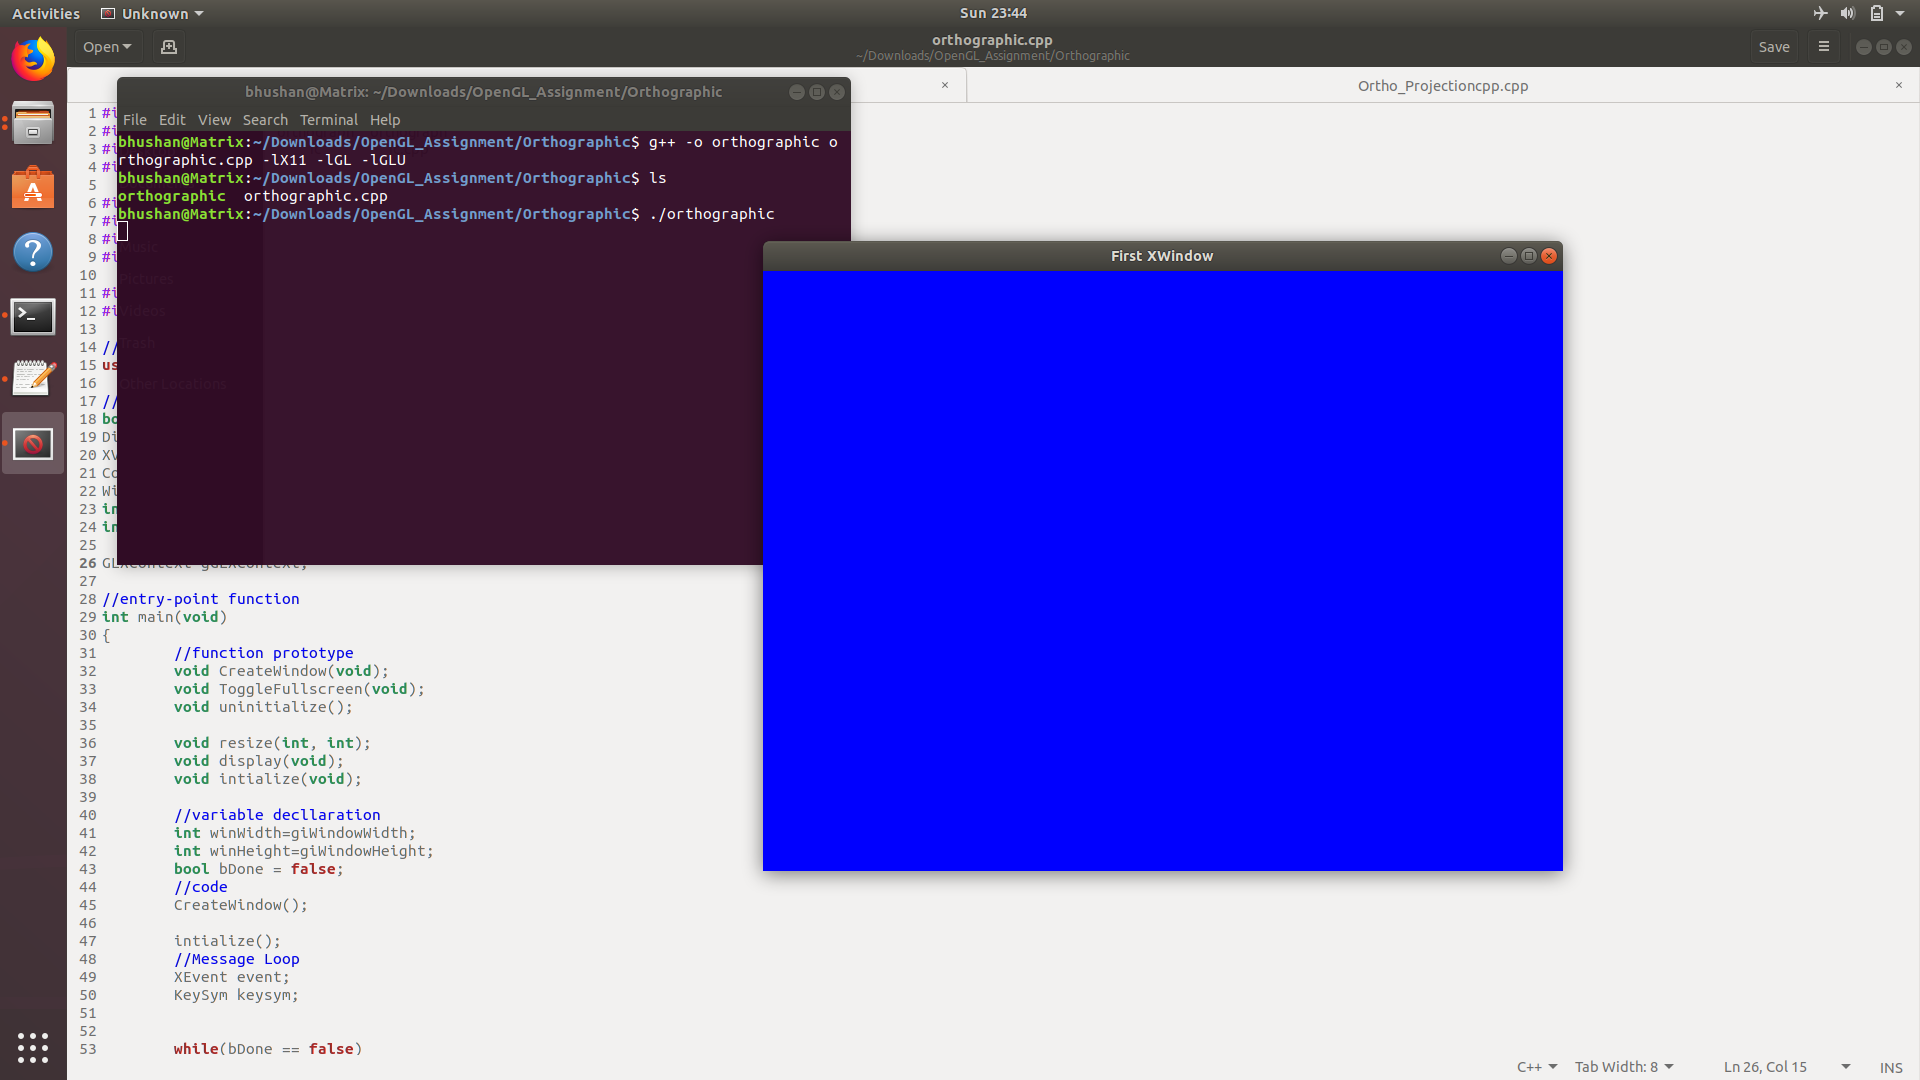 Activities Unknown Sun 23:44
Open orthographic.cpp Save
~/Downloads/OpenGL_Assignment/Orthographic
Ortho_Projectioncpp.cpp
bhushan@Matrix: ~/Downloads/OpenGL_Assignment/Orthographic
File Edit View Search Terminal Help
bhushan@Matrix:~/Downloads/OpenGL_Assignment/Orthographic$ g++ -o orthographic o
rthographic.cpp -lX11 -lGL -lGLU
bhushan@Matrix:~/Downloads/OpenGL_Assignment/Orthographic$ ls
orthographic orthographic.cpp
bhushan@Matrix:~/Downloads/OpenGL_Assignment/Orthographic$ ./orthographic
Music
Pictures
Videos
Trash
Other Locations
First XWindow
1 #i
2 #i
3 #i
4 #i
5
6 #i
7 #i
8 #i
9 #i
10
11 #i
12 #i
13
14 //
15 us
16
17 //
18 bo
19 Di
20 XV
21 Co
22 Wi
23 in
24 in
25
26 GLXContext gGLXContext;
27
28 //entry-point function
29 int main(void)
30 {
31 //function prototype
32 void CreateWindow(void);
33 void ToggleFullscreen(void);
34 void uninitialize();
35
36 void resize(int, int);
37 void display(void);
38 void intialize(void);
39
40 //variable decllaration
41 int winWidth=giWindowWidth;
42 int winHeight=giWindowHeight;
43 bool bDone = false;
44 //code
45 CreateWindow();
46
47 intialize();
48 //Message Loop
49 XEvent event;
50 KeySym keysym;
51
52
53 while(bDone == false)
C++ Tab Width: 8 Ln 26, Col 15 INS